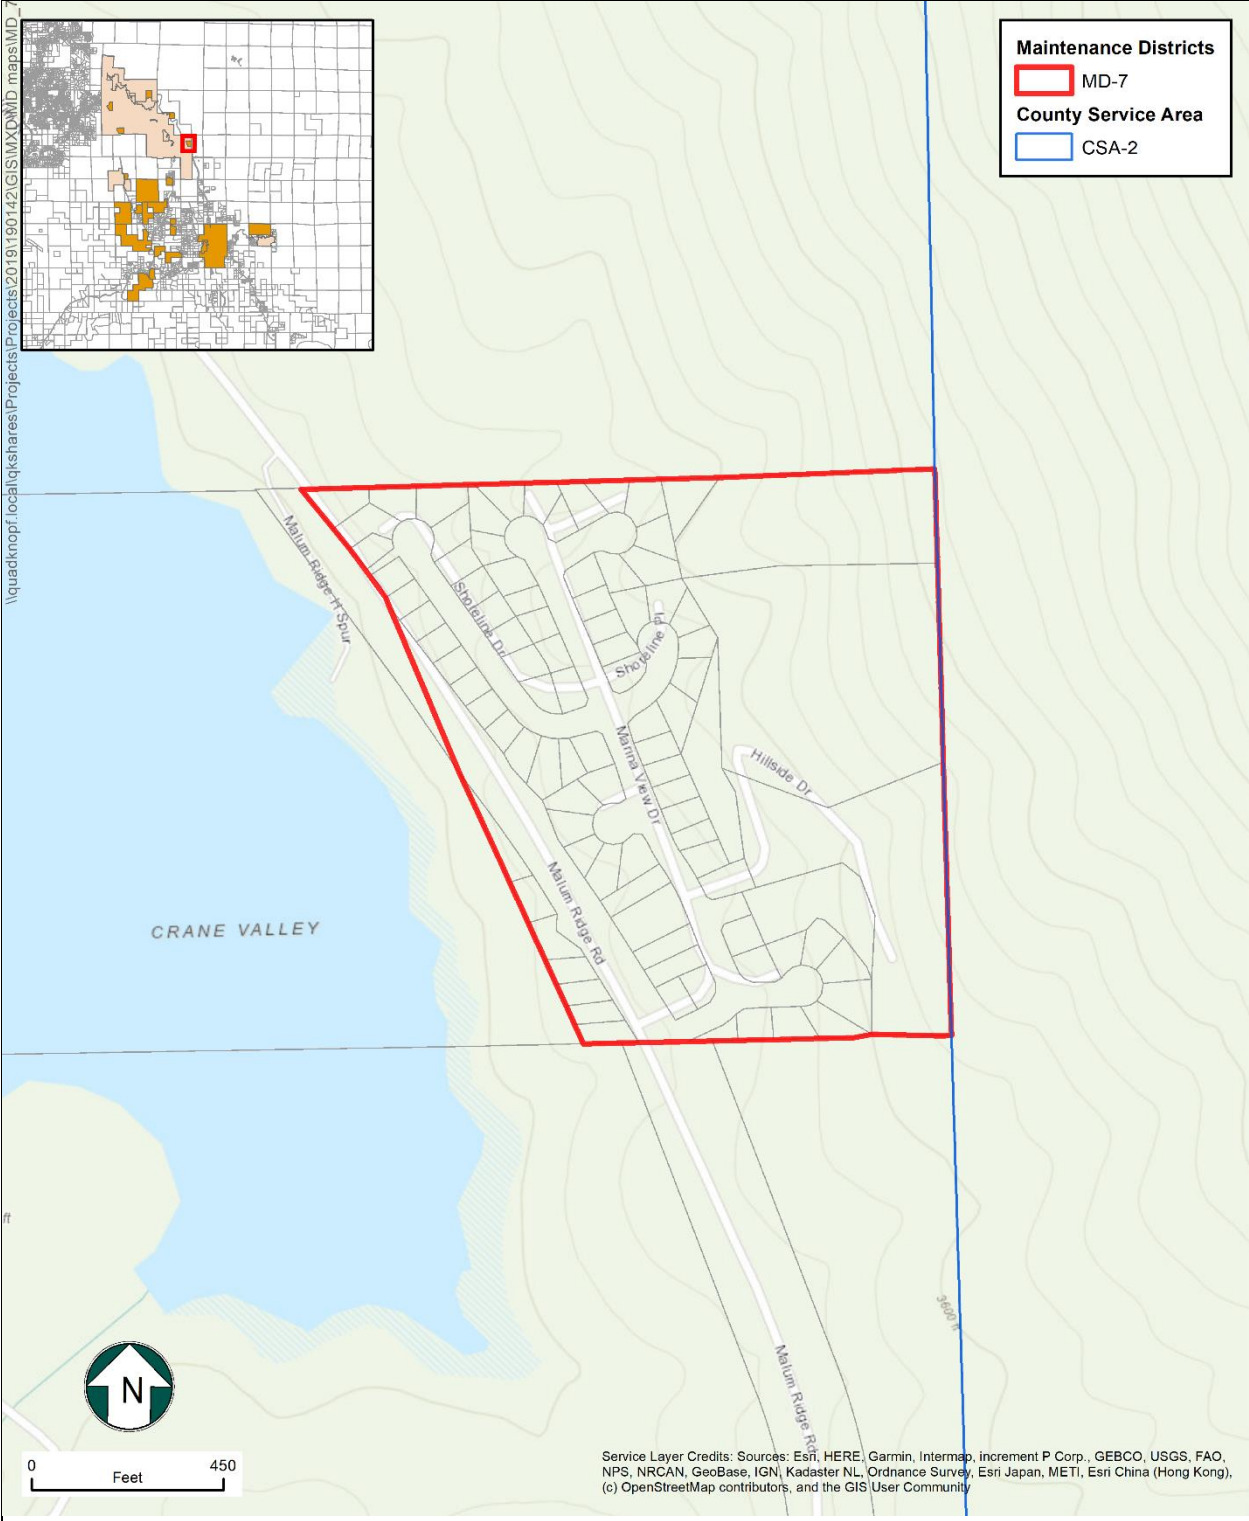 \\quadknopf.local\qkshares\Projects\Projects\2019\190142\GIS\MXD\MD maps\MD_7
Maintenance Districts
MD-7
County Service Area
CSA-2
Malum Ridge H Spur
Shoreline Dr
Shoreline Ln
Marina View Dr
Hillside Dr
Malum Ridge Rd
CRANE VALLEY
ft
3600 ft
Malum Ridge Rd
N
0 450
Feet
Service Layer Credits: Sources: Esri, HERE, Garmin, Intermap, increment P Corp., GEBCO, USGS, FAO,
NPS, NRCAN, GeoBase, IGN, Kadaster NL, Ordnance Survey, Esri Japan, METI, Esri China (Hong Kong),
(c) OpenStreetMap contributors, and the GIS User Community